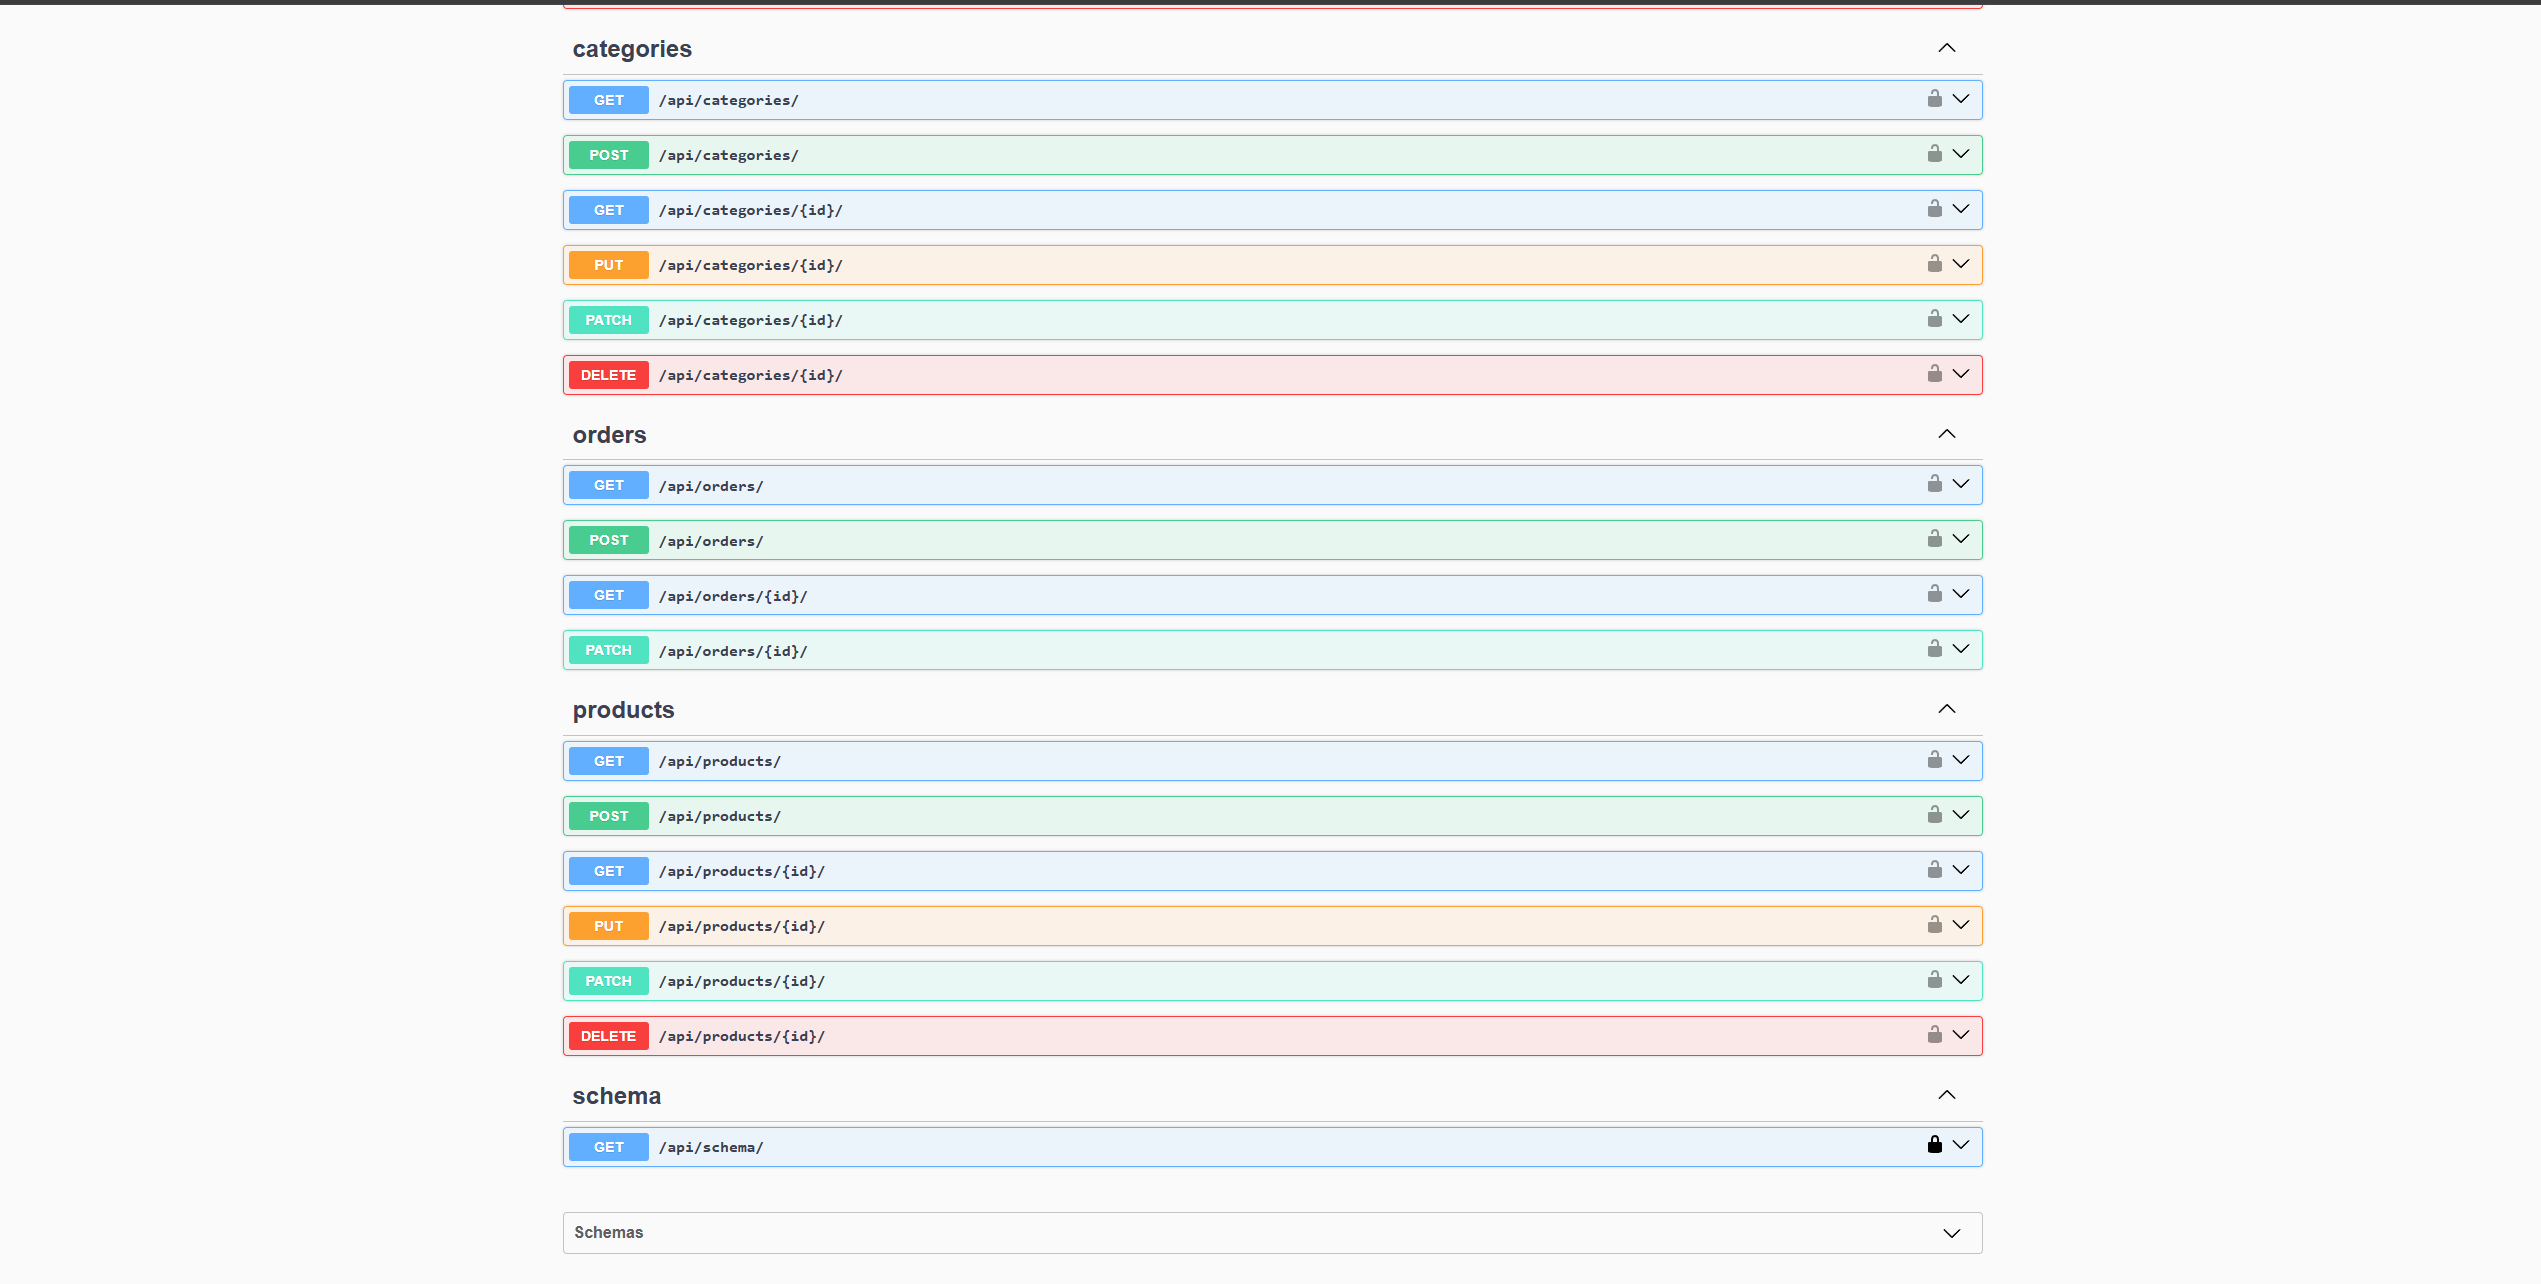 categories
GET /api/categories/
POST /api/categories/
GET /api/categories/{id}/
PUT /api/categories/{id}/
PATCH /api/categories/{id}/
DELETE /api/categories/{id}/
orders
GET /api/orders/
POST /api/orders/
GET /api/orders/{id}/
PATCH /api/orders/{id}/
products
GET /api/products/
POST /api/products/
GET /api/products/{id}/
PUT /api/products/{id}/
PATCH /api/products/{id}/
DELETE /api/products/{id}/
schema
GET /api/schema/
Schemas